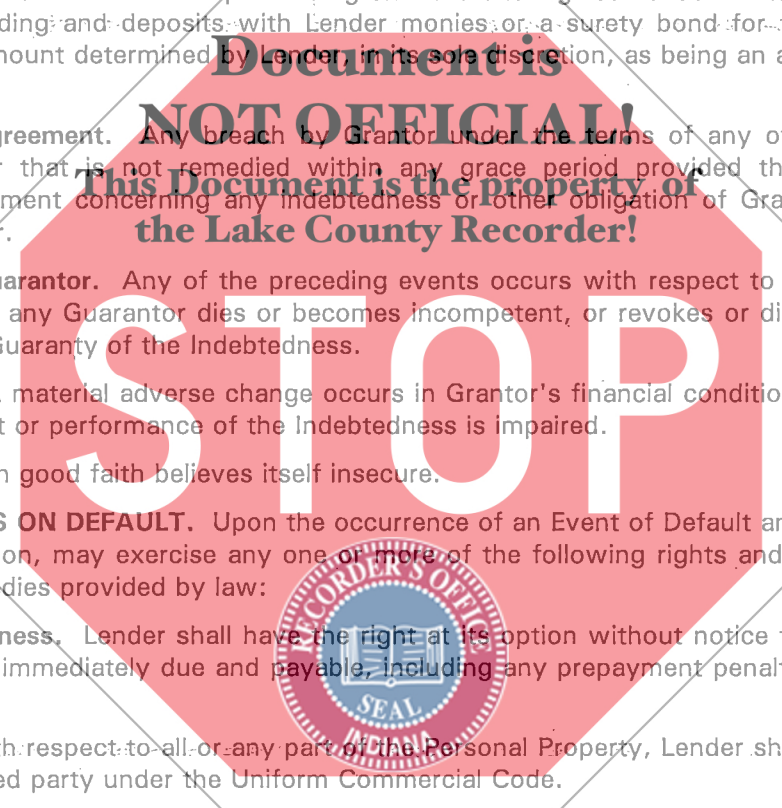 ding and deposits with Lender monies or a surety bond for
mount determined by Lender, in its sole discretion, as being an a
Document is
NOT OFFICIAL!
greement. Any breach by Grantor under the terms of any o
r that is not remedied within any grace period provided th
This Document is the property of
ment concerning any indebtedness or other obligation of Gra
r.
the Lake County Recorder!
uarantor. Any of the preceding events occurs with respect to
any Guarantor dies or becomes incompetent, or revokes or di
Guaranty of the Indebtedness.
material adverse change occurs in Grantor's financial conditio
t or performance of the Indebtedness is impaired.
STOP
n good faith believes itself insecure.
S ON DEFAULT. Upon the occurrence of an Event of Default an
on, may exercise any one or more of the following rights and
dies provided by law:
RECORDER'S OFFICE
ness. Lender shall have the right at its option without notice
immediately due and payable, including any prepayment penal
SEAL
INDIANA
th respect to all or any part of the Personal Property, Lender sh
ed party under the Uniform Commercial Code.